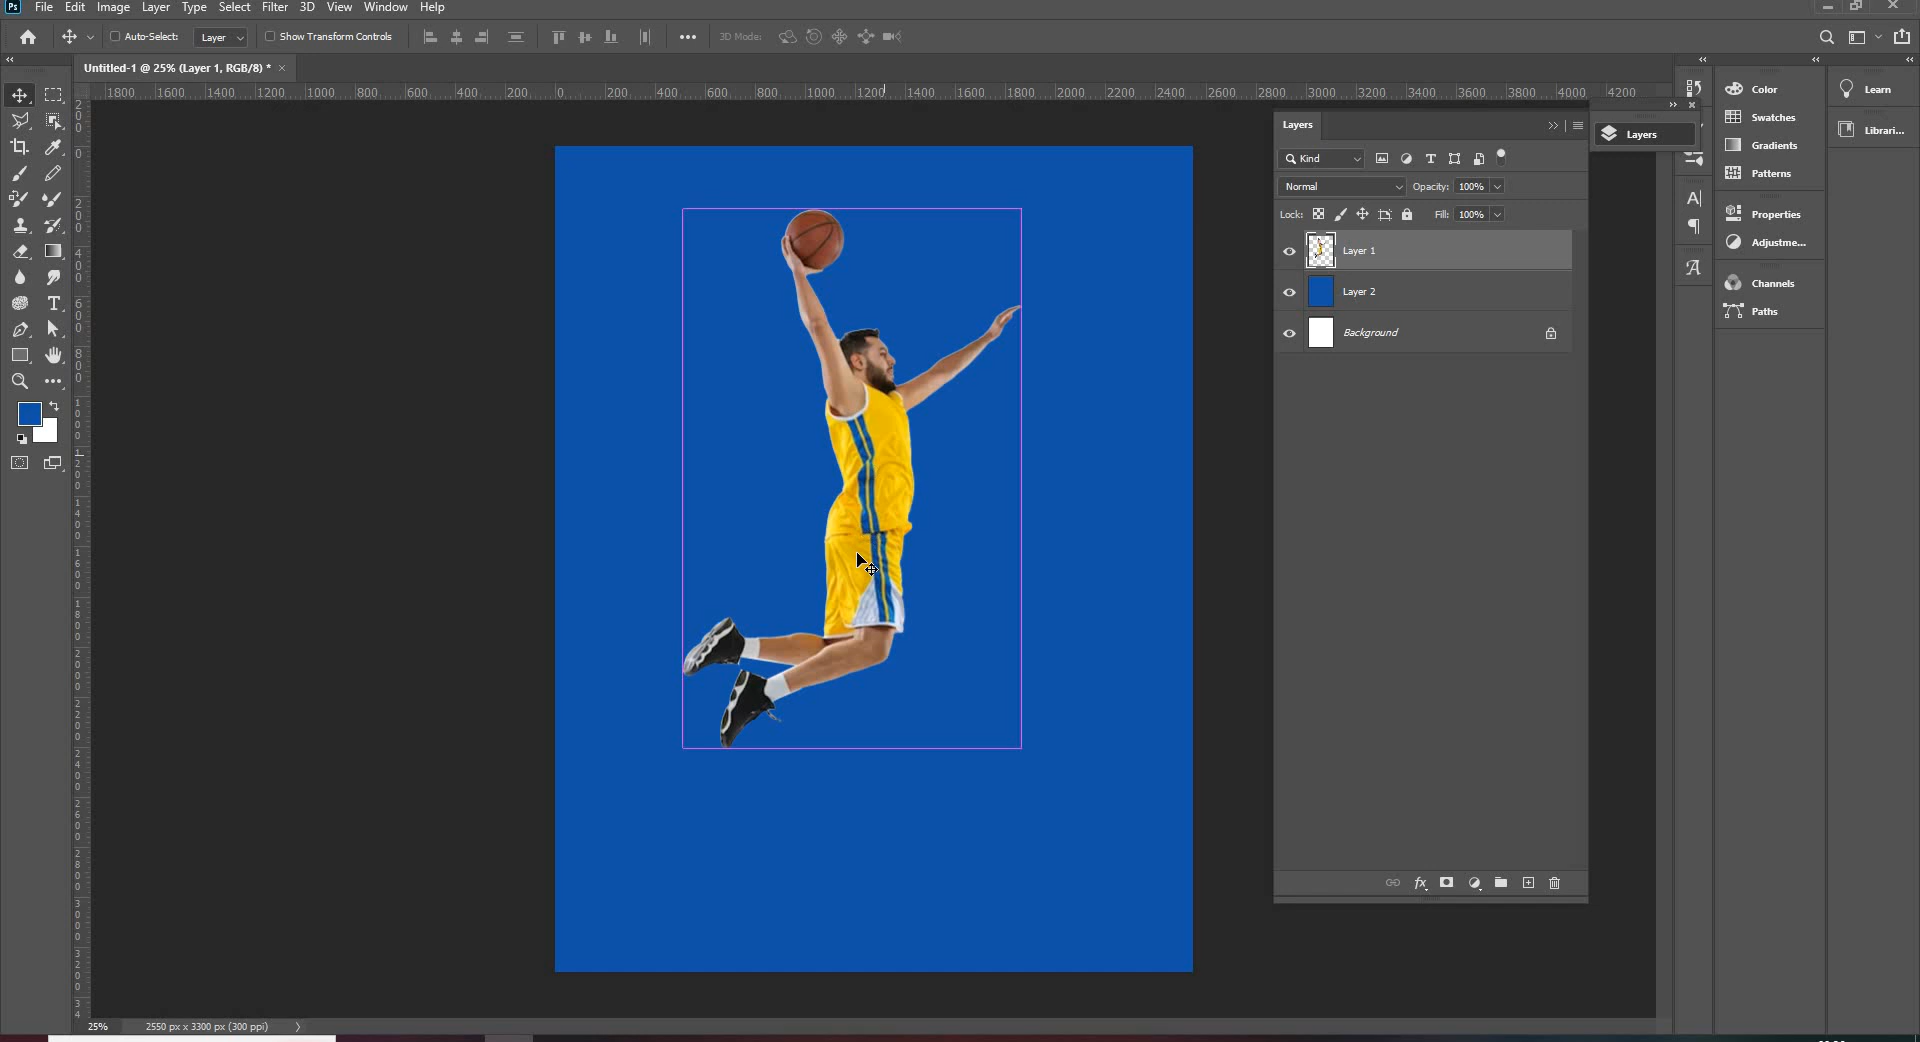 Ps File Edit Image Layer Type Select Filter 3D View Window Help
Auto-Select: Layer Show Transform Controls 3D Mode:
Untitled-1 @ 25% (Layer 1, RGB/8) *
1800 1600 1400 1200 1000 800 600 400 200 0 200 400 600 800 1000 1200 1400 1600 1800 2000 2200 2400 2600 2800 3000 3200 3400 3600 3800 4000 4200
Layers
Kind
Normal Opacity: 100%
Lock: Fill: 100%
Layer 1
Layer 2
Background
Layers
Color
Swatches
Gradients
Patterns
Properties
Adjustme...
Channels
Paths
Learn
Librari...
25% 2550 px x 3300 px (300 ppi)